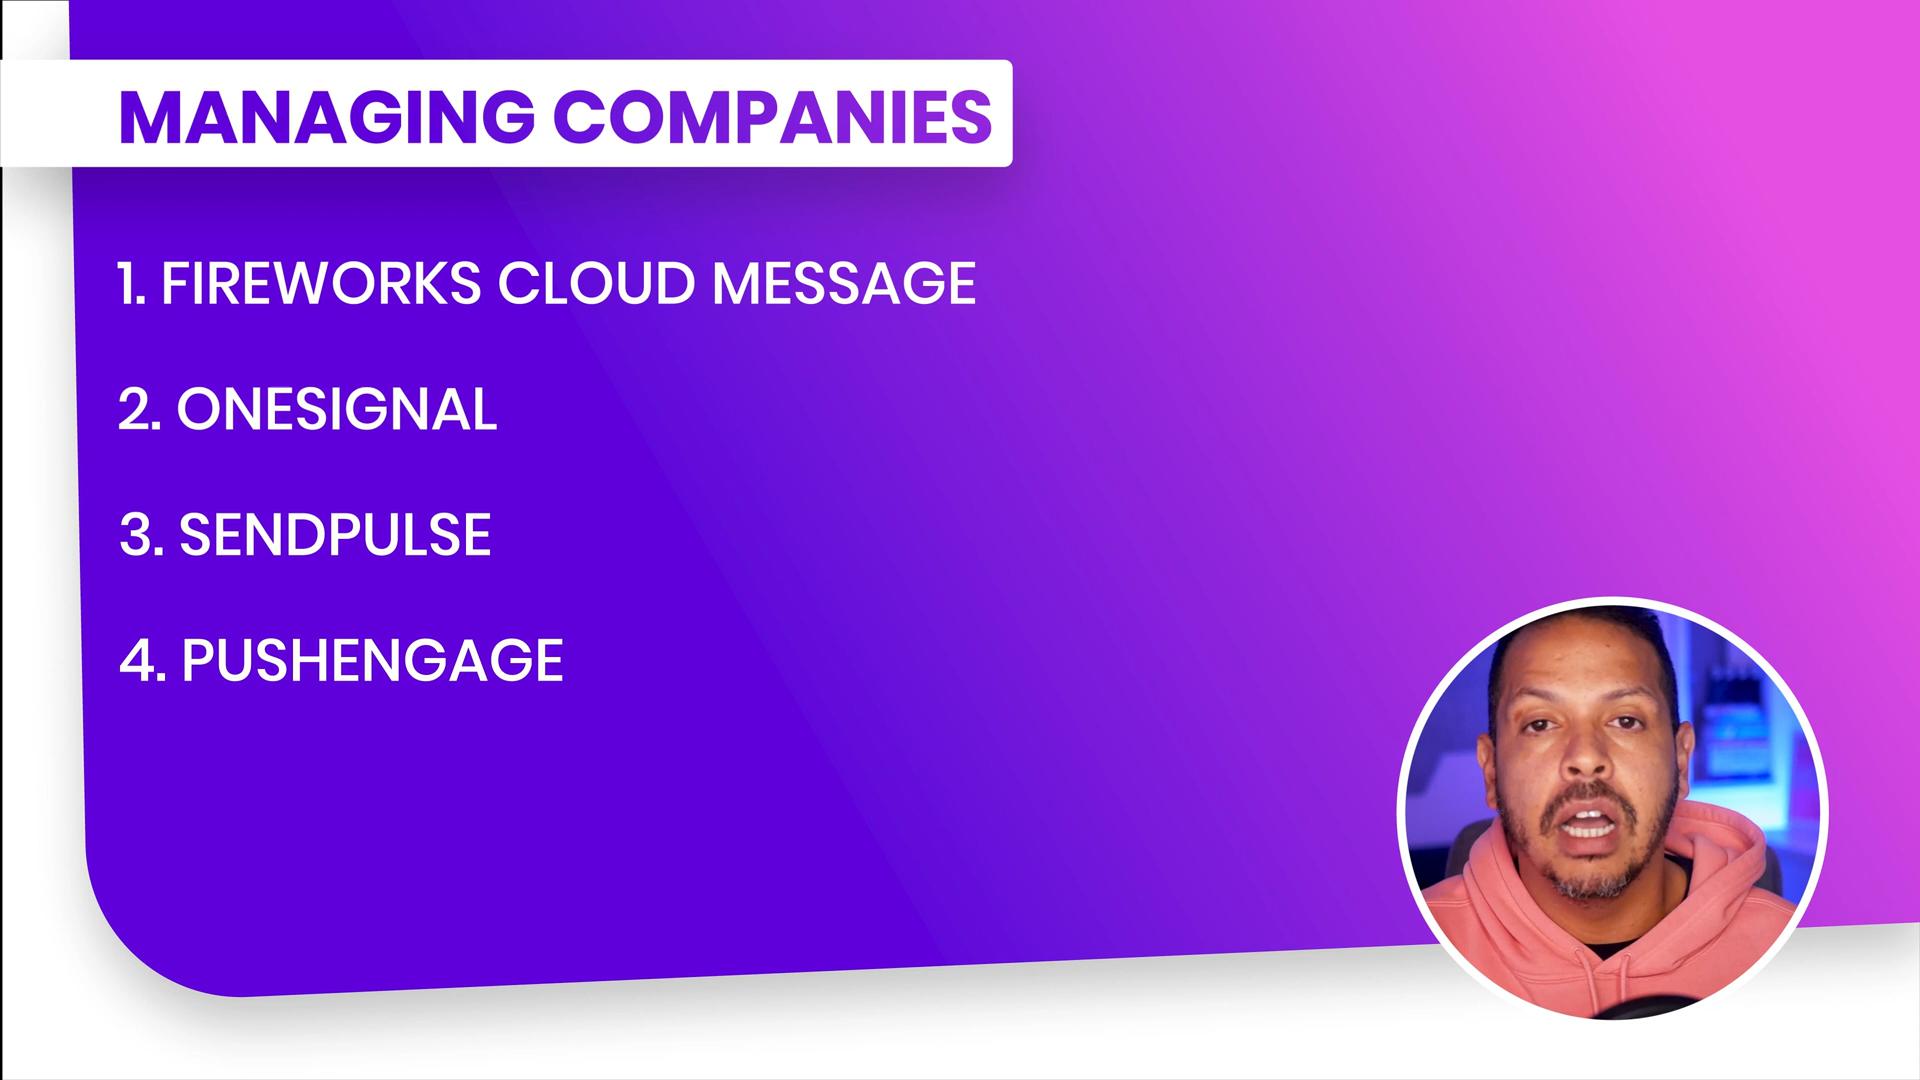 MANAGING COMPANIES
1. FIREWORKS CLOUD MESSAGE
2. ONESIGNAL
3. SENDPULSE
4. PUSHENGAGE